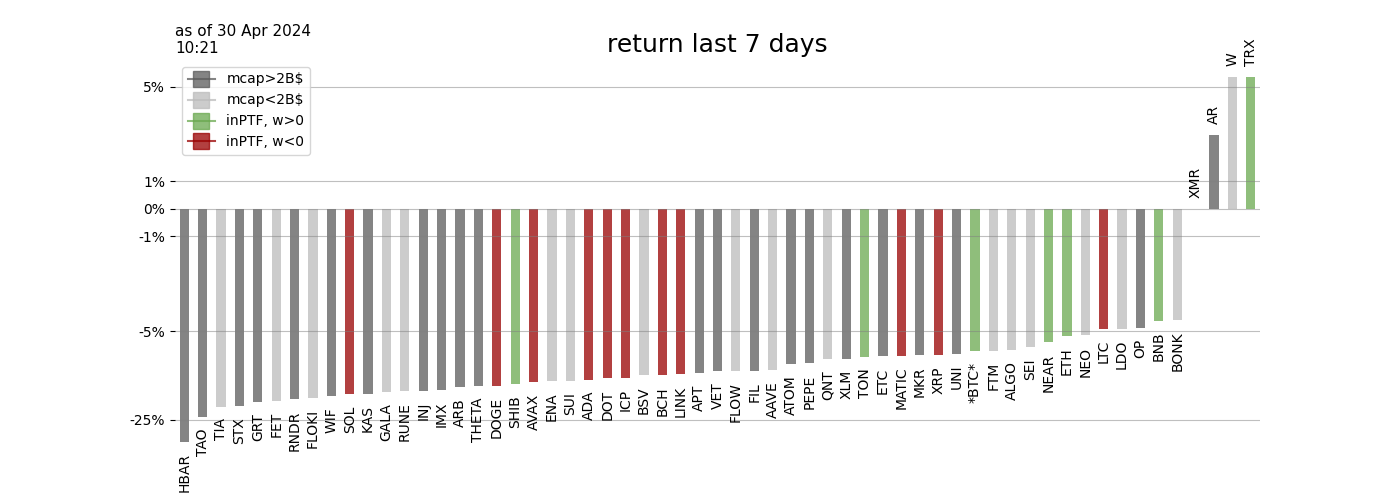 as of 30 Apr 2024
10:21
return last 7 days
mcap>2B$
mcap<2B$
inPTF, w>0
inPTF, w<0
5%
1%
0%
-1%
-5%
-25%
HBAR
TAO
TIA
STX
GRT
FET
RNDR
FLOKI
WIF
SOL
KAS
GALA
RUNE
INJ
IMX
ARB
THETA
DOGE
SHIB
AVAX
ENA
SUI
ADA
DOT
ICP
BSV
BCH
LINK
APT
VET
FLOW
FIL
AAVE
ATOM
PEPE
QNT
XLM
TON
ETC
MATIC
MKR
XRP
UNI
*BTC*
FTM
ALGO
SEI
NEAR
ETH
NEO
LTC
LDO
OP
BNB
BONK
XMR
AR
W
TRX